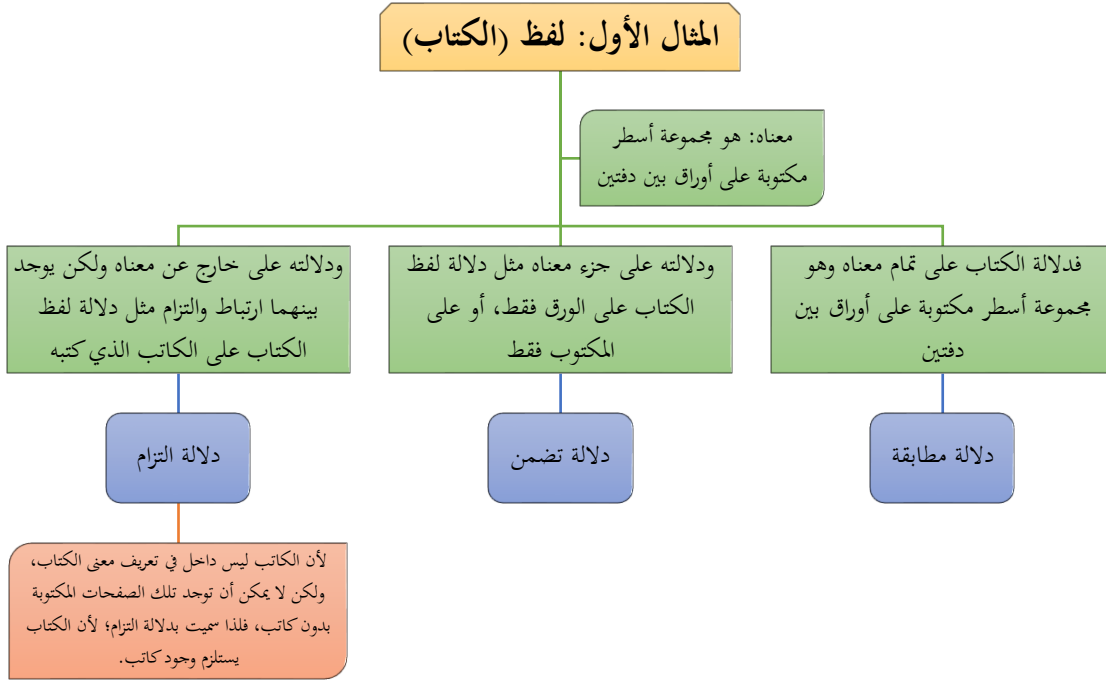 المثال الأول: لفظ (الكتاب)
معناه: هو مجموعة أسطر
مكتوبة على أوراق بين دفتين
فدلالة الكتاب على تمام معناه وهو
مجموعة أسطر مكتوبة على أوراق بين
دفتين
ودلالته على جزء معناه مثل دلالة لفظ
الكتاب على الورق فقط، أو على
المكتوب فقط
ودلالته على خارج عن معناه ولكن يوجد
بينهما ارتباط والتزام مثل دلالة لفظ
الكتاب على الكاتب الذي كتبه
دلالة مطابقة
دلالة تضمن
دلالة التزام
لأن الكاتب ليس داخل في تعريف معنى الكتاب،
ولكن لا يمكن أن توجد تلك الصفحات المكتوبة
بدون كاتب، فلذا سميت بدلالة التزام؛ لأن الكتاب
يستلزم وجود كاتب.